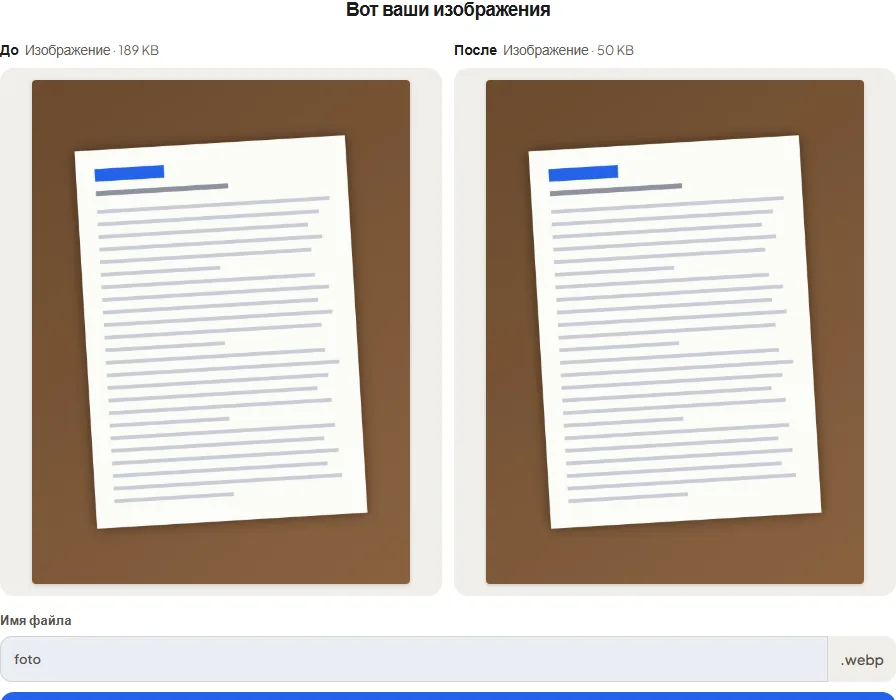 Вот ваши изображения
До Изображение · 189 KB
После Изображение · 50 KB
Имя файла
foto
.webp